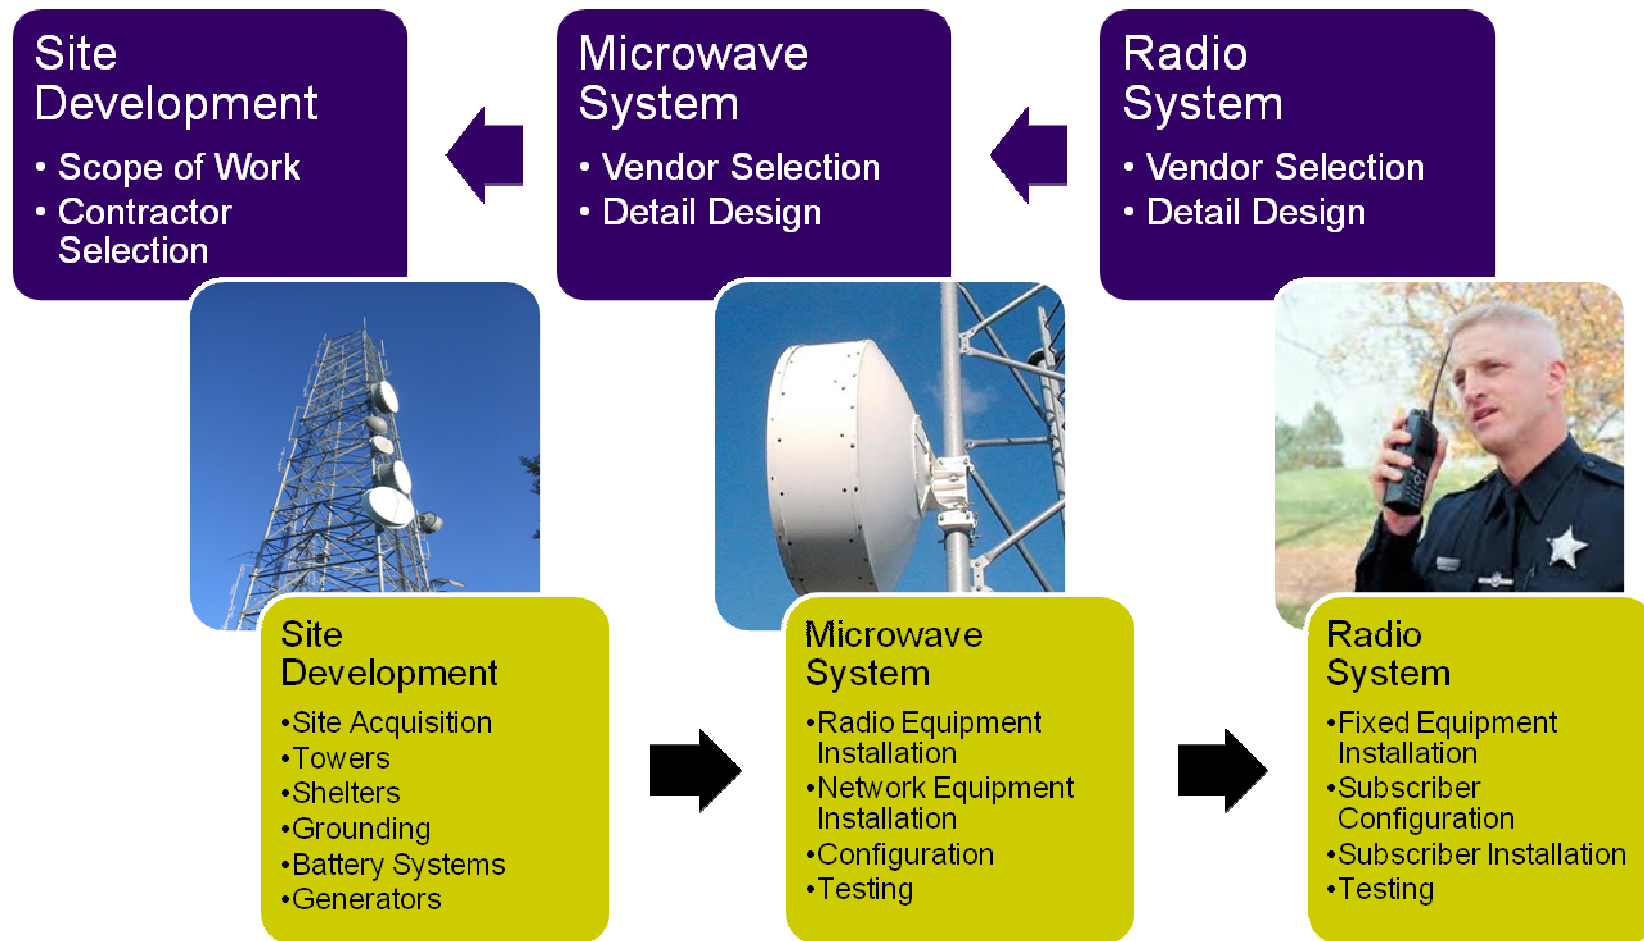 Site
Development
• Scope of Work
• Contractor
Selection
Microwave
System
• Vendor Selection
• Detail Design
Radio
System
• Vendor Selection
• Detail Design
Site
Development
•Site Acquisition
•Towers
•Shelters
•Grounding
•Battery Systems
•Generators
Microwave
System
•Radio Equipment
Installation
•Network Equipment
Installation
•Configuration
•Testing
Radio
System
•Fixed Equipment
Installation
•Subscriber
Configuration
•Subscriber Installation
•Testing